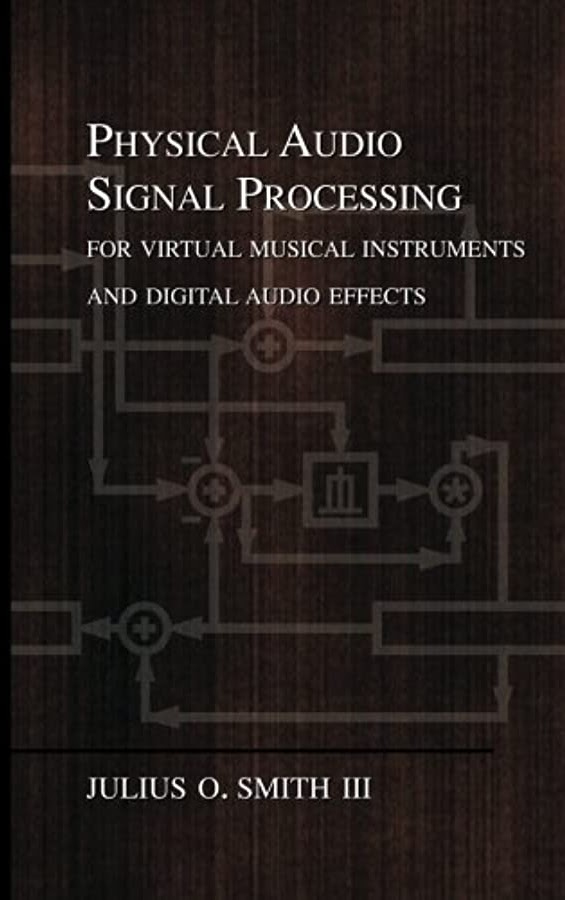 PHYSICAL AUDIO
SIGNAL PROCESSING
FOR VIRTUAL MUSICAL INSTRUMENTS
AND DIGITAL AUDIO EFFECTS
JULIUS O. SMITH III